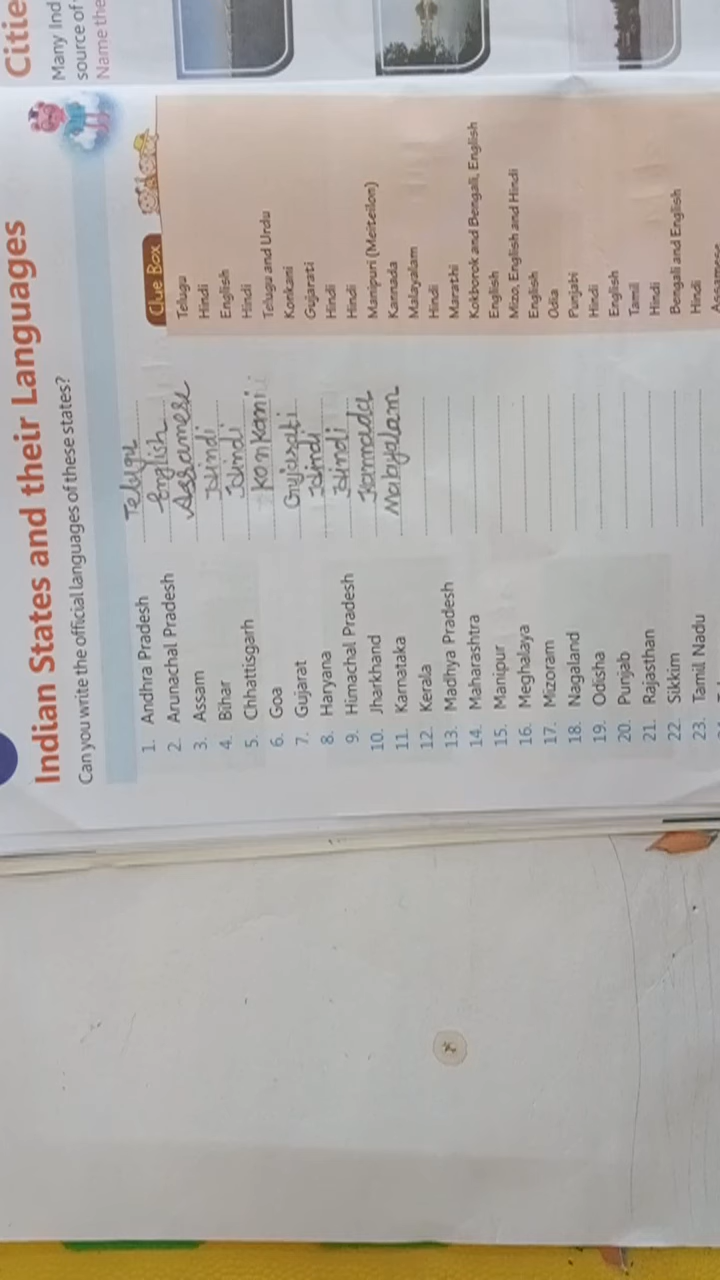 Indian States and their Languages
Can you write the official languages of these states?
1. Andhra Pradesh Telugu
2. Arunachal Pradesh English
3. Assam Assamese
4. Bihar Hindi
5. Chhattisgarh Hindi
6. Goa Konkani
7. Gujarat Gujarati
8. Haryana Hindi
9. Himachal Pradesh Hindi
10. Jharkhand Kannada
11. Karnataka Malayalam
12. Kerala
13. Madhya Pradesh
14. Maharashtra
15. Manipur
16. Meghalaya
17. Mizoram
18. Nagaland
19. Odisha
20. Punjab
21. Rajasthan
22. Sikkim
23. Tamil Nadu
Clue Box
Telugu
Hindi
English
Hindi
Telugu and Urdu
Konkani
Gujarati
Hindi
Hindi
Manipuri (Meiteilon)
Kannada
Malayalam
Hindi
Marathi
Kokborok and Bengali, English
English
Mizo, English and Hindi
English
Odia
Punjabi
Hindi
English
Tamil
Hindi
Bengali and English
Hindi
Citie
Many Ind
source of
Name the